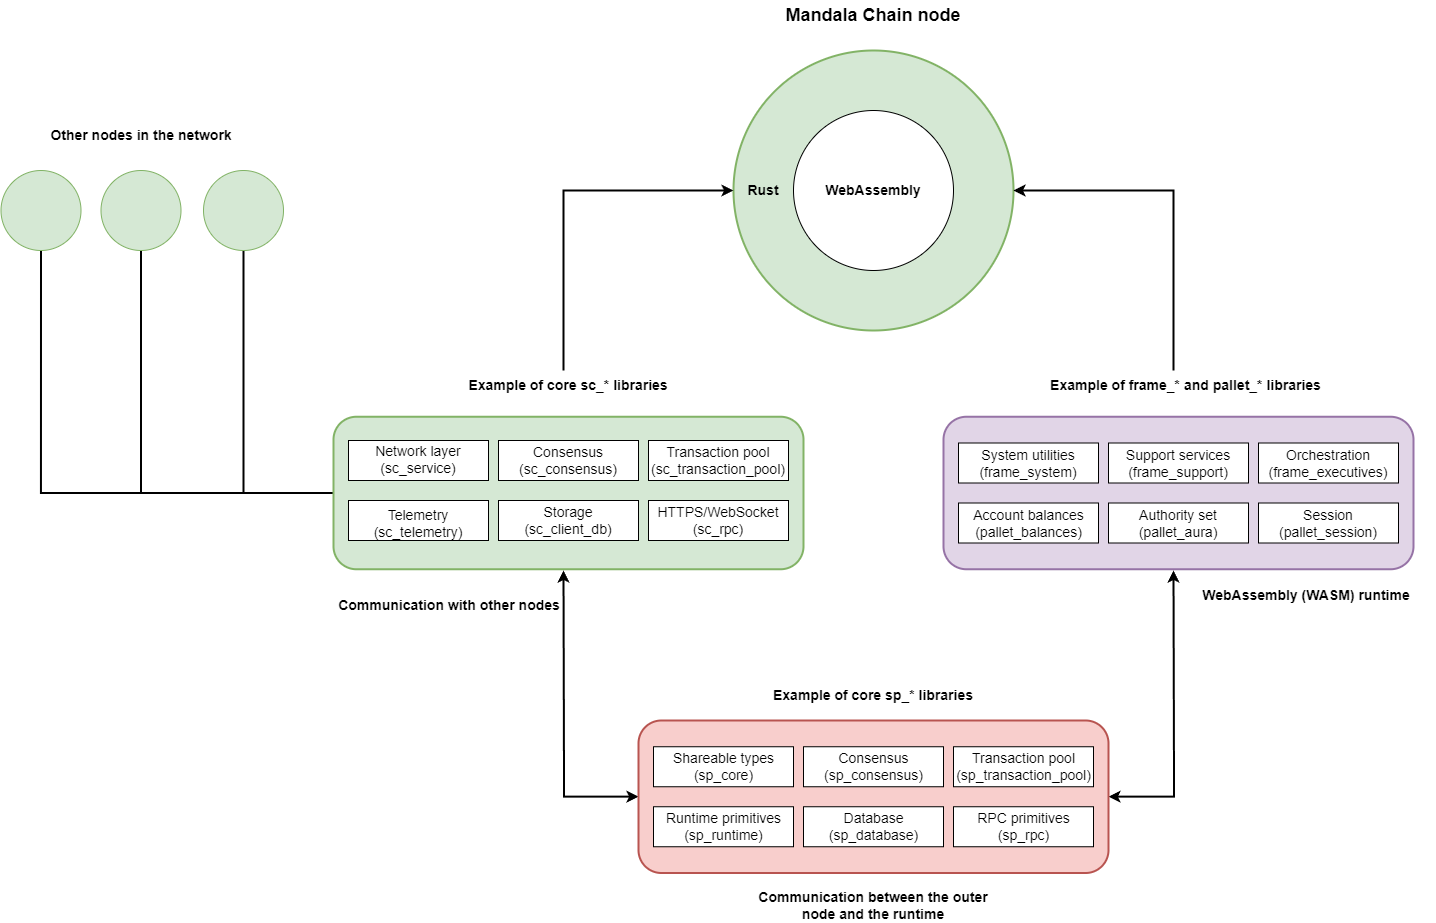 Mandala Chain node
Other nodes in the network
Rust
WebAssembly
Example of core sc_* libraries
Network layer
(sc_service)
Consensus
(sc_consensus)
Transaction pool
(sc_transaction_pool)
Telemetry
(sc_telemetry)
Storage
(sc_client_db)
HTTPS/WebSocket
(sc_rpc)
Communication with other nodes
Example of frame_* and pallet_* libraries
System utilities
(frame_system)
Support services
(frame_support)
Orchestration
(frame_executives)
Account balances
(pallet_balances)
Authority set
(pallet_aura)
Session
(pallet_session)
WebAssembly (WASM) runtime
Example of core sp_* libraries
Shareable types
(sp_core)
Consensus
(sp_consensus)
Transaction pool
(sp_transaction_pool)
Runtime primitives
(sp_runtime)
Database
(sp_database)
RPC primitives
(sp_rpc)
Communication between the outer
node and the runtime